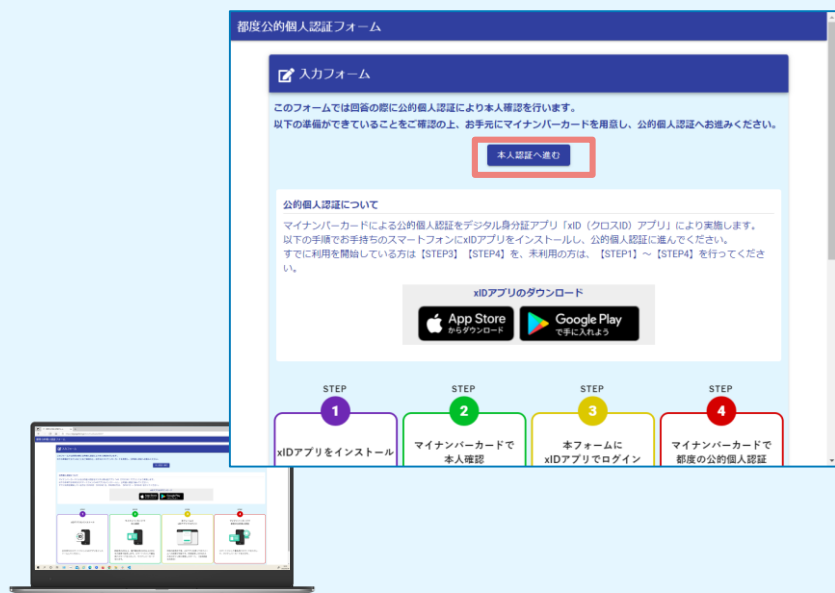 都度公的個人認証フォーム
入力フォーム
このフォームでは回答の際に公的個人認証により本人確認を行います。
以下の準備ができていることをご確認の上、お手元にマイナンバーカードを用意し、公的個人認証へお進みください。
本人認証へ進む
公的個人認証について
マイナンバーカードによる公的個人認証をデジタル身分証アプリ「xID（クロスID）アプリ」により実施します。
以下の手順でお手持ちのスマートフォンにxIDアプリをインストールし、公的個人認証に進んでください。
すでに利用を開始している方は【STEP3】【STEP4】を、未利用の方は、【STEP1】～【STEP4】を行ってくださ
い。
xIDアプリのダウンロード
App Store
からダウンロード
Google Play
で手に入れよう
STEP
1
xIDアプリをインストール
STEP
2
マイナンバーカードで
本人確認
STEP
3
本フォームに
xIDアプリでログイン
STEP
4
マイナンバーカードで
都度の公的個人認証